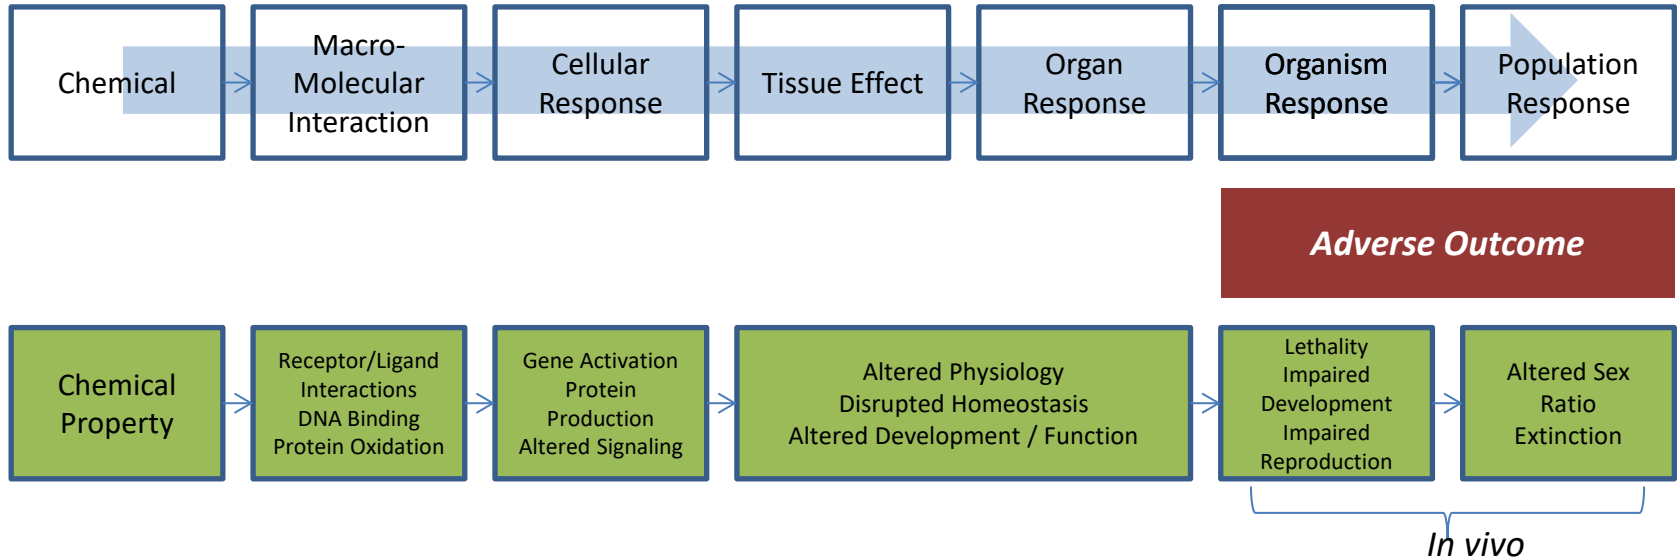 Chemical
Macro-
Molecular
Interaction
Cellular
Response
Tissue Effect
Organ
Response
Organism
Response
Population
Response
Adverse Outcome
Chemical
Property
Receptor/Ligand
Interactions
DNA Binding
Protein Oxidation
Gene Activation
Protein
Production
Altered Signaling
Altered Physiology
Disrupted Homeostasis
Altered Development / Function
Lethality
Impaired
Development
Impaired
Reproduction
Altered Sex
Ratio
Extinction
In vivo